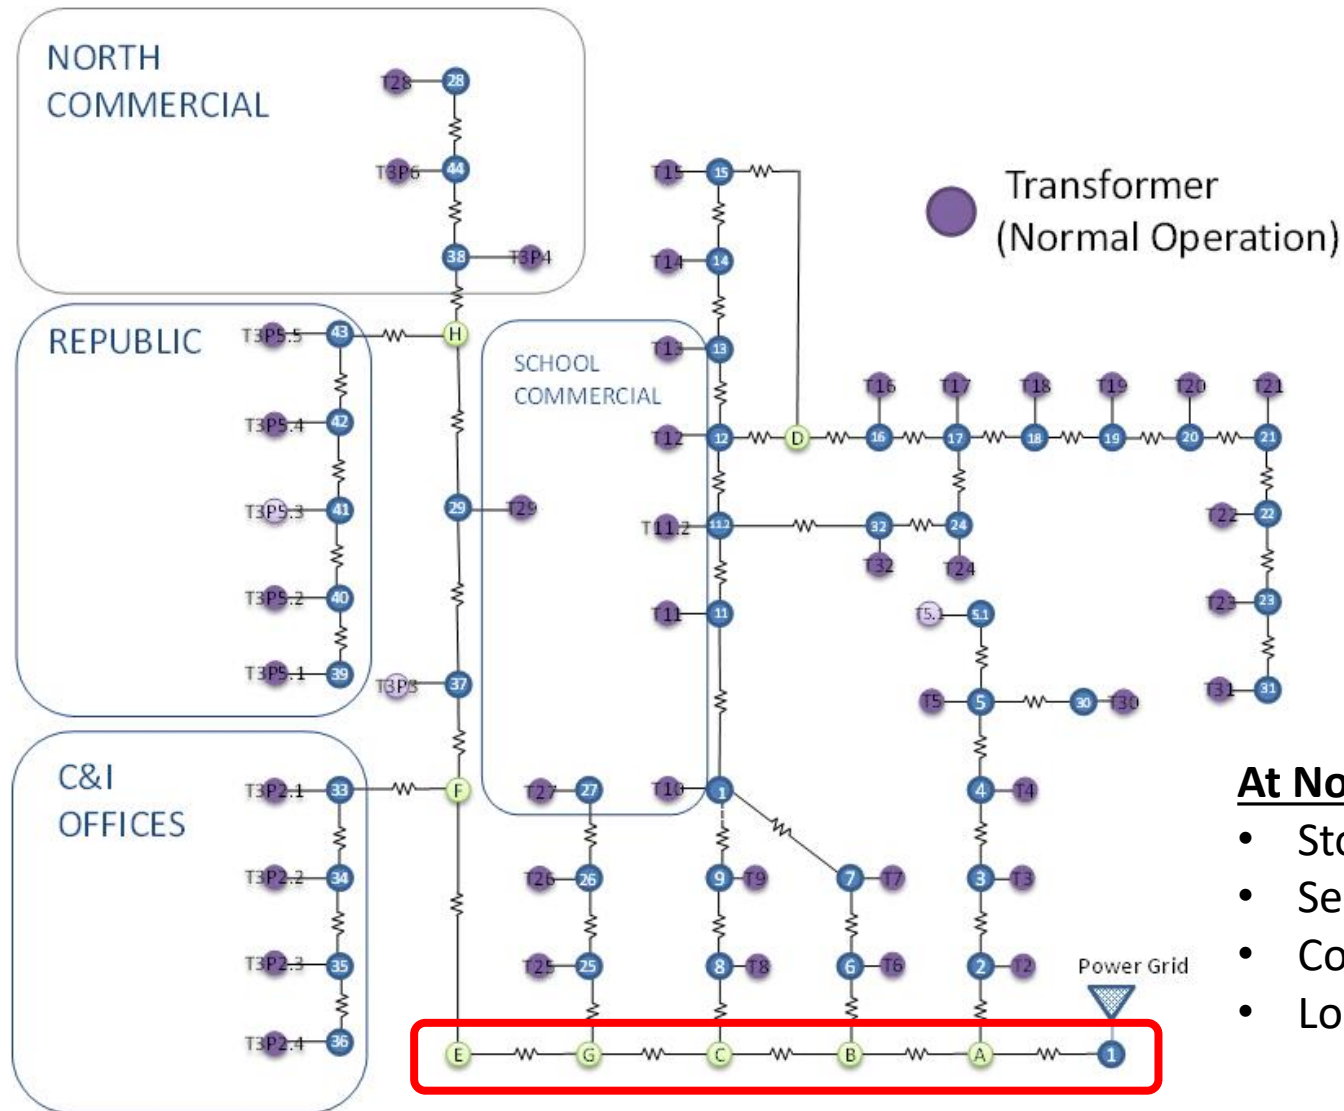 NORTH
COMMERCIAL
T28 28
T3P6 44
38 T3P4
T15 15
Transformer
(Normal Operation)
T14 14
REPUBLIC
T3P5.5 43 H
SCHOOL
COMMERCIAL
T13 13
T3P5.4 42
T16 T17 T18 T19 T20 T21
T12 12 D 16 17 18 19 20 21
T3P5.3 41
29 T29
T11.2 11.2 32 24
T22 22
T32 T24
T3P5.2 40
T11 11
T5.1 5.1
T23 23
T3P5.1 39
T3P3 37
T5 5 30 T30
T31 31
C&I
OFFICES
T3P2.1 33 F
T27 27
T10 1
4 T4
At No
• Sto
T3P2.2 34
T26 26
9 T9
7 T7
3 T3
• Se
T3P2.3 35
T25 25
8 T8
6 T6
2 T2
Power Grid
• Co
• Lo
T3P2.4 36
E G C B A 1